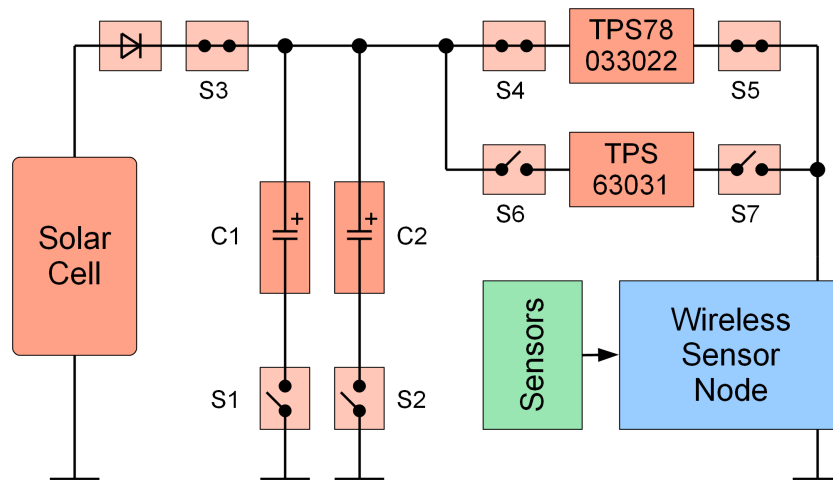 S3
S4
TPS78
033022
S5
S6
TPS
63031
S7
Solar
Cell
C1
+
+
C2
S1
S2
Sensors
Wireless
Sensor
Node